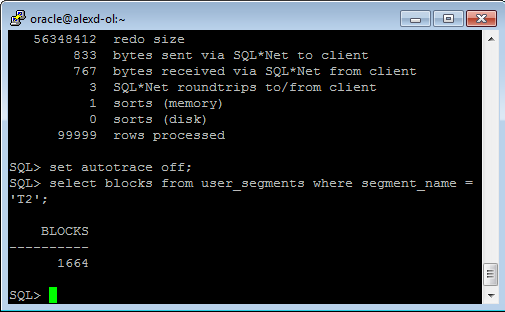 oracle@alexd-ol:~
56348412 redo size
833 bytes sent via SQL*Net to client
767 bytes received via SQL*Net from client
3 SQL*Net roundtrips to/from client
1 sorts (memory)
0 sorts (disk)
99999 rows processed
SQL> set autotrace off;
SQL> select blocks from user_segments where segment_name =
'T2';
BLOCKS
----------
1664
SQL>